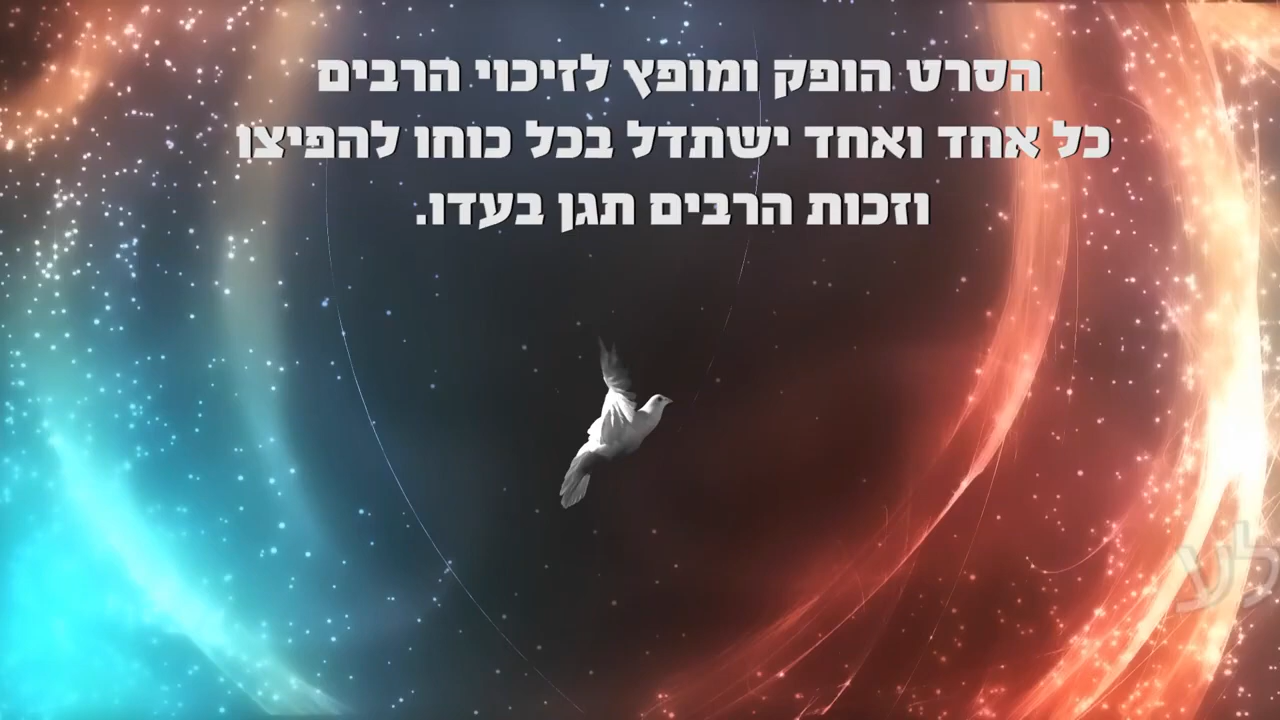 הסרט הופק ומופץ לזיכוי הרבים
כל אחד ואחד ישתדל בכל כוחו להפיצו
וזכות הרבים תגן בעדו.